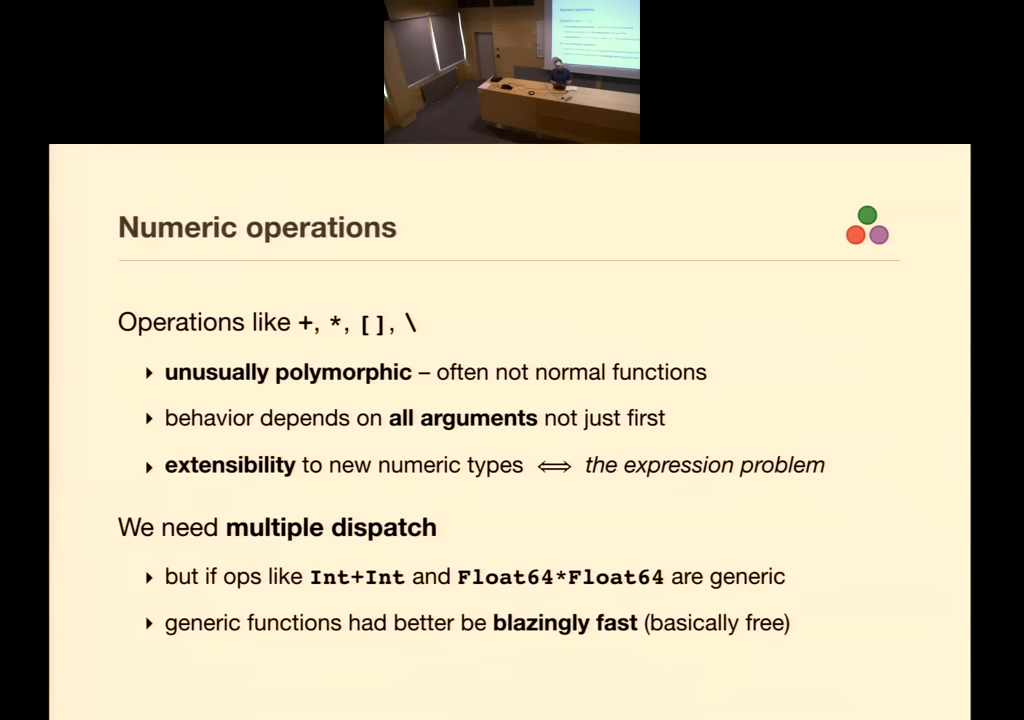 Numeric operations
Operations like +, *, [], \
‣ unusually polymorphic – often not normal functions
‣ behavior depends on all arguments not just first
‣ extensibility to new numeric types ⟺ the expression problem
We need multiple dispatch
‣ but if ops like Int+Int and Float64*Float64 are generic
‣ generic functions had better be blazingly fast (basically free)